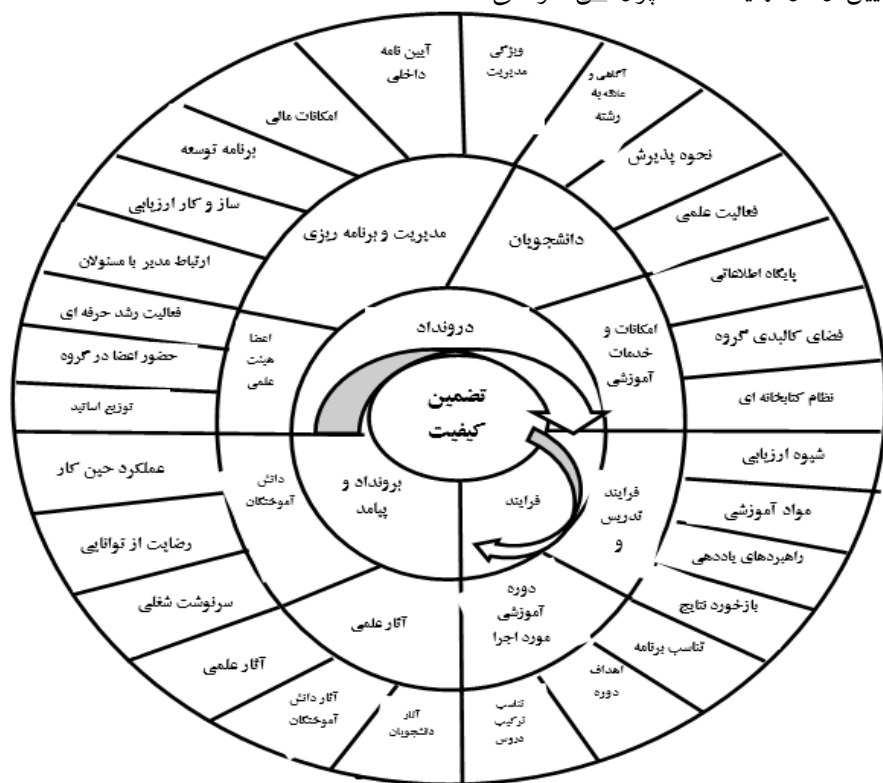 ویژگی
مدیریت
آیین نامه
داخلی
امکانات مالی
برنامه توسعه
ساز و کار ارزیابی
ارتباط مدیر با مسئولان
فعالیت رشد حرفه ای
حضور اعضا در گروه
توزیع اساتید
آگاهی و
علاقه به
رشته
نحوه پذیرش
فعالیت علمی
پایگاه اطلاعاتی
فضای کالبدی گروه
نظام کتابخانه ای
مدیریت و برنامه ریزی
دانشجویان
امکانات و
خدمات
آموزشی
اعضا
هیئت
علمی
درونداد
تضمین
کیفیت
برونداد و
پیامد
فرایند
فرایند
تدریس
و
دانش
آموختگان
دوره
آموزشی
مورد اجرا
آثار علمی
شیوه ارزیابی
مواد آموزشی
راهبردهای یاددهی
بازخورد نتایج
تناسب برنامه
اهداف
دوره
تناسب
ترکیب
دروس
آثار
دانشجویان
آثار دانش
آموختگان
آثار علمی
سرنوشت شغلی
رضایت از توانایی
عملکرد حین کار